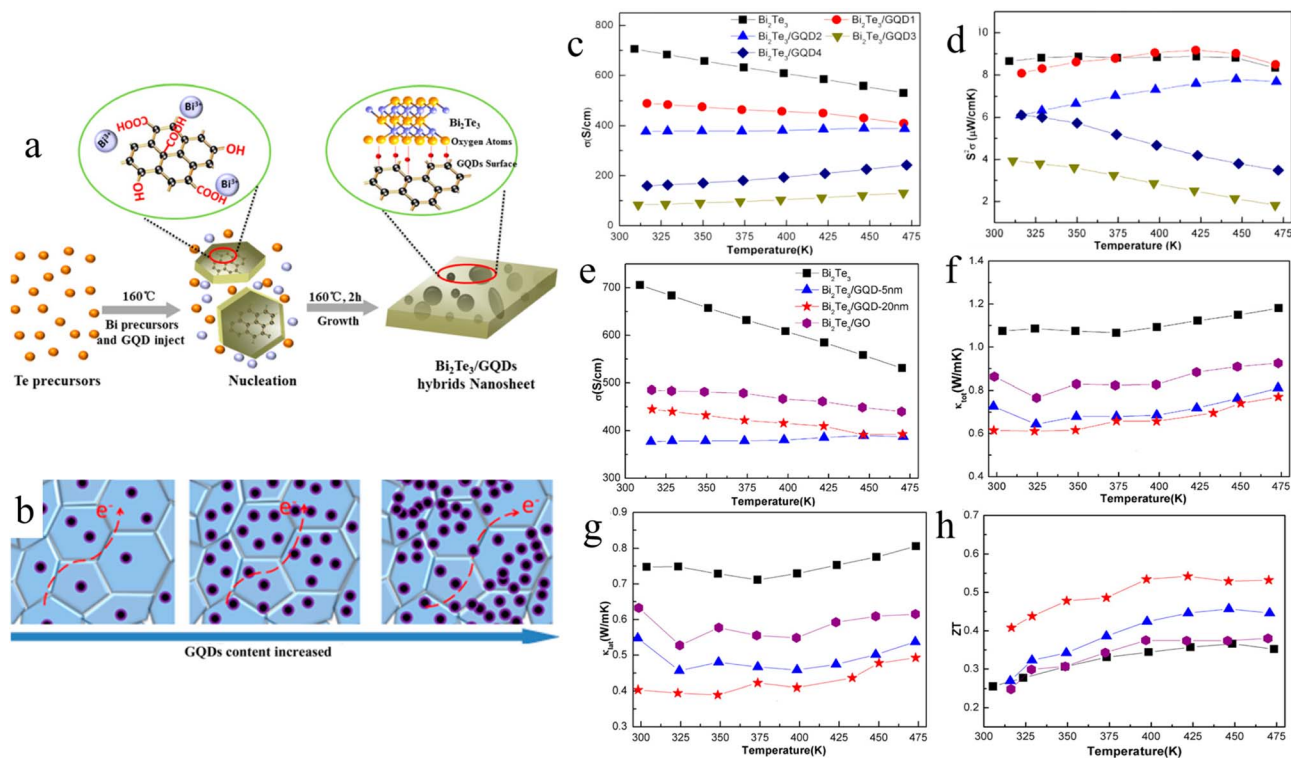 a
Bi³⁺
Bi³⁺
Bi³⁺
COOH
COOH
COOH
OH
OH
COOH
Bi₂Te₃
Oxygen Atoms
GQDs Surface
160℃
Bi precursors
and GQD inject
160℃, 2h
Growth
Te precursors
Nucleation
Bi₂Te₃/GQDs
hybrids Nanosheet
b
e⁻
e⁻
e⁻
GQDs content increased
c
Bi₂Te₃
Bi₂Te₃/GQD1
Bi₂Te₃/GQD2
Bi₂Te₃/GQD3
Bi₂Te₃/GQD4
σ(S/cm)
800
600
400
200
0
300 325 350 375 400 425 450 475
Temperature(K)
d
S²σ (μW/cmK)
10
8
6
4
2
300 325 350 375 400 425 450 475
Temperature (K)
e
Bi₂Te₃
Bi₂Te₃/GQD-5nm
Bi₂Te₃/GQD-20nm
Bi₂Te₃/GO
σ(S/cm)
700
600
500
400
300
300 325 350 375 400 425 450 475
Temperature(K)
f
κtot(W/mK)
1.4
1.2
1.0
0.8
0.6
0.4
300 325 350 375 400 425 450 475
Temperature(K)
g
κlat(W/mK)
0.9
0.8
0.7
0.6
0.5
0.4
0.3
300 325 350 375 400 425 450 475
Temperature(K)
h
ZT
0.7
0.6
0.5
0.4
0.3
0.2
300 325 350 375 400 425 450 475
Temperature(K)